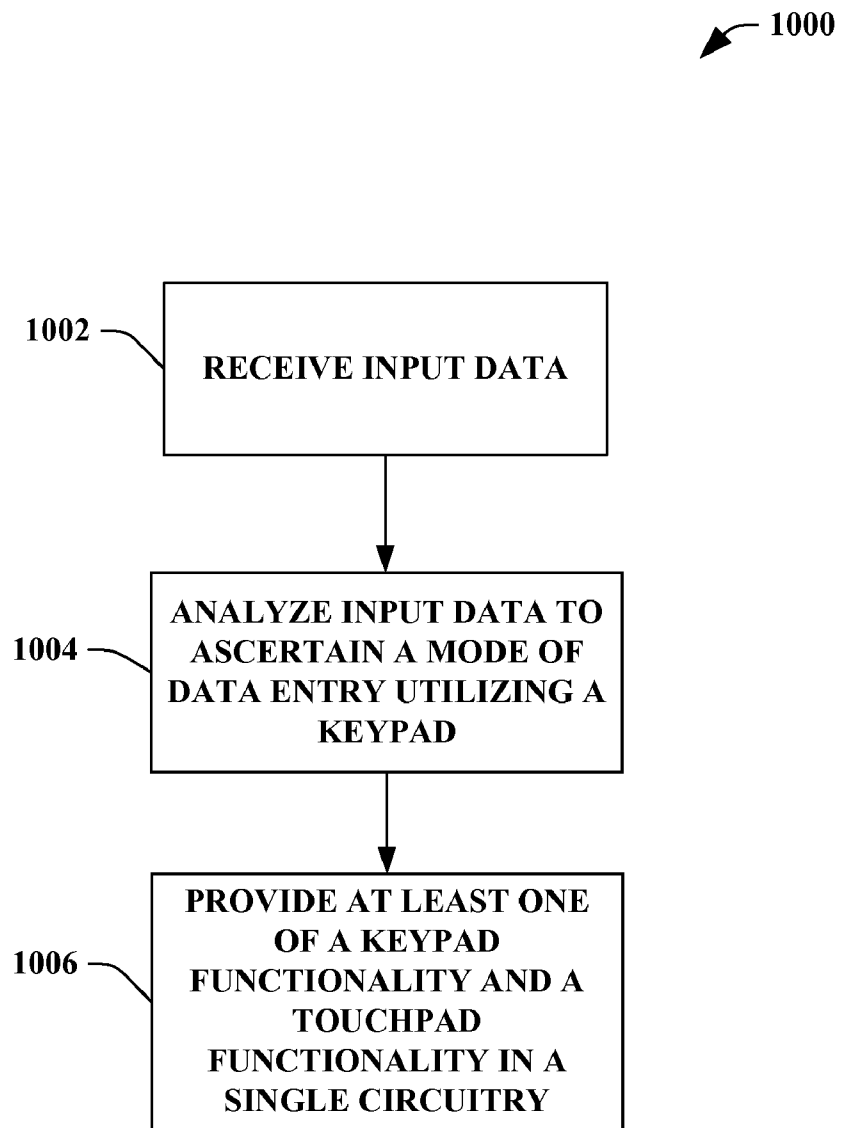 1000
1002
RECEIVE INPUT DATA
1004
ANALYZE INPUT DATA TO
ASCERTAIN A MODE OF
DATA ENTRY UTILIZING A
KEYPAD
1006
PROVIDE AT LEAST ONE
OF A KEYPAD
FUNCTIONALITY AND A
TOUCHPAD
FUNCTIONALITY IN A
SINGLE CIRCUITRY